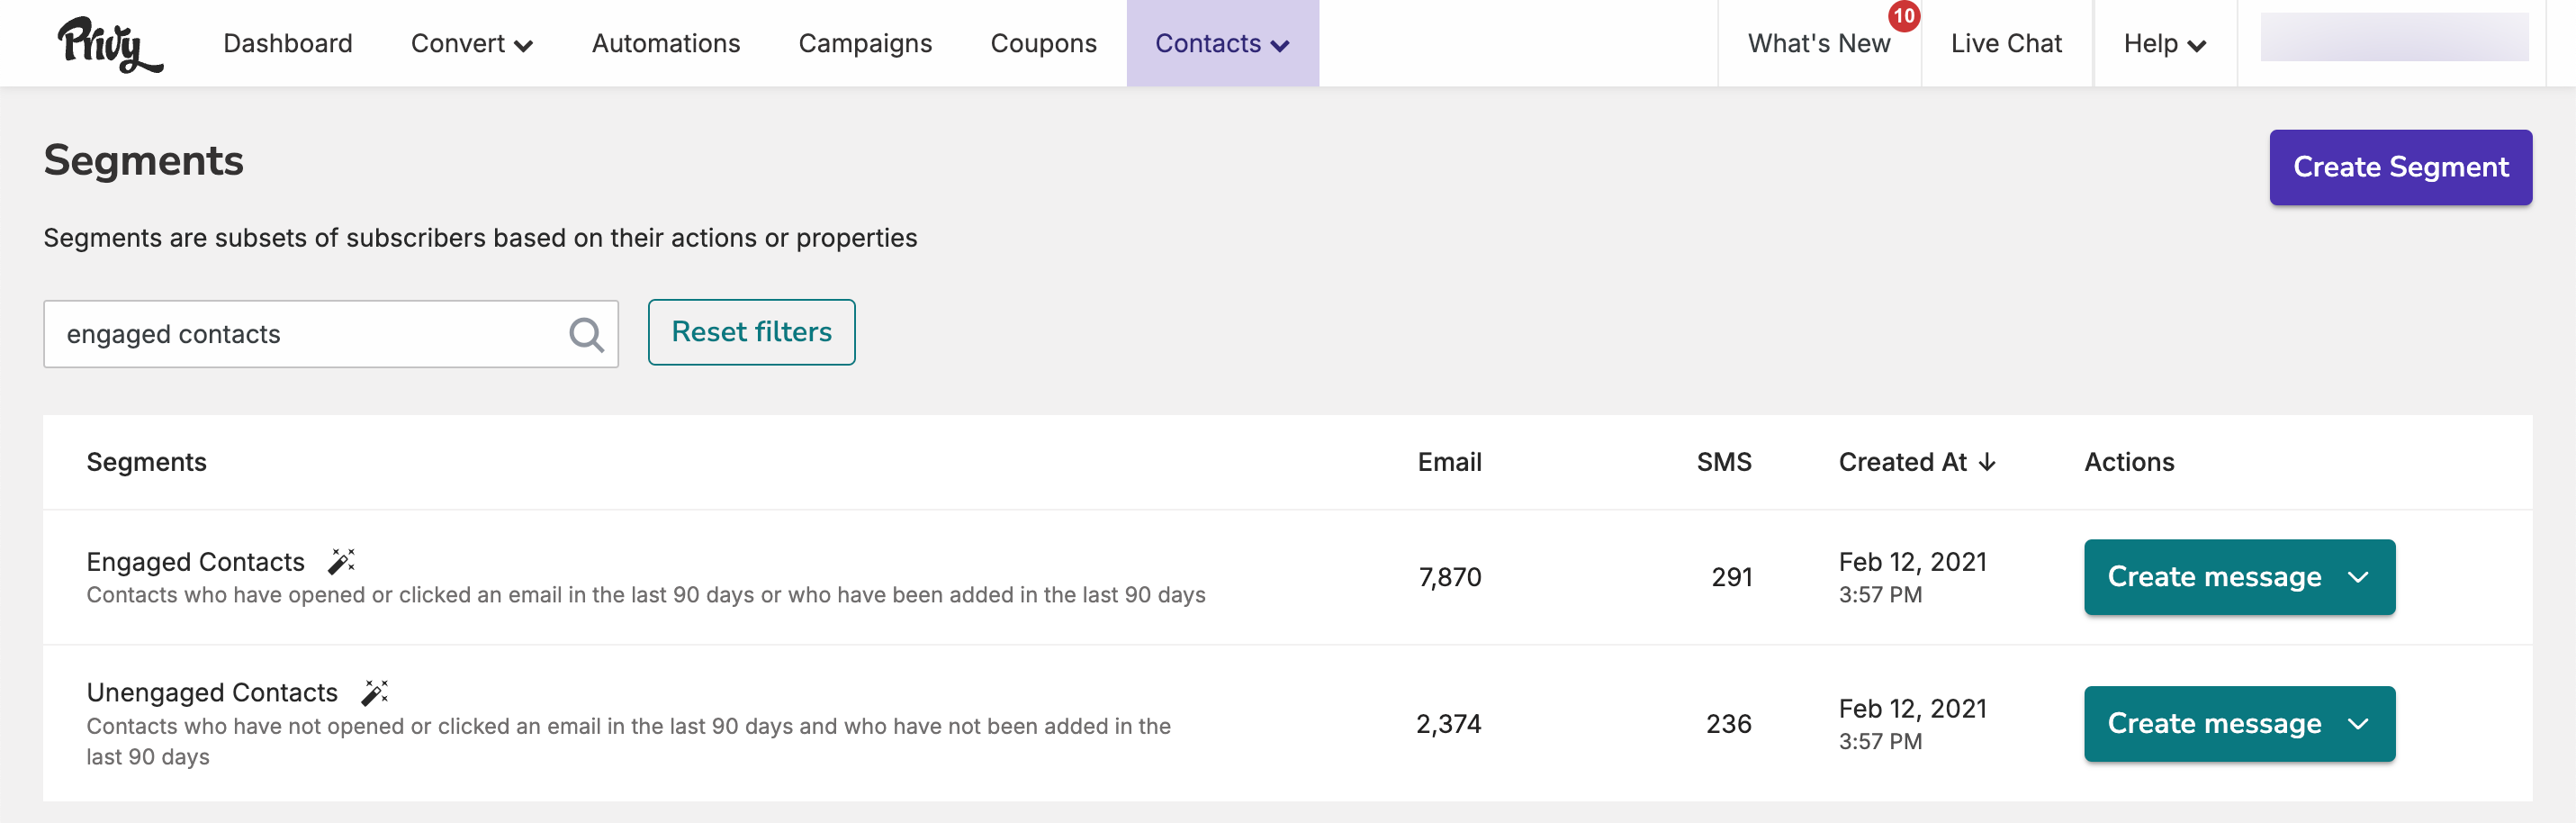 Privy
Dashboard
Convert
Automations
Campaigns
Coupons
Contacts
What's New
10
Live Chat
Help
Segments
Create Segment
Segments are subsets of subscribers based on their actions or properties
engaged contacts
Reset filters
Segments
Email
SMS
Created At ↓
Actions
Engaged Contacts
Contacts who have opened or clicked an email in the last 90 days or who have been added in the last 90 days
7,870
291
Feb 12, 2021
3:57 PM
Create message
Unengaged Contacts
Contacts who have not opened or clicked an email in the last 90 days and who have not been added in the
last 90 days
2,374
236
Feb 12, 2021
3:57 PM
Create message